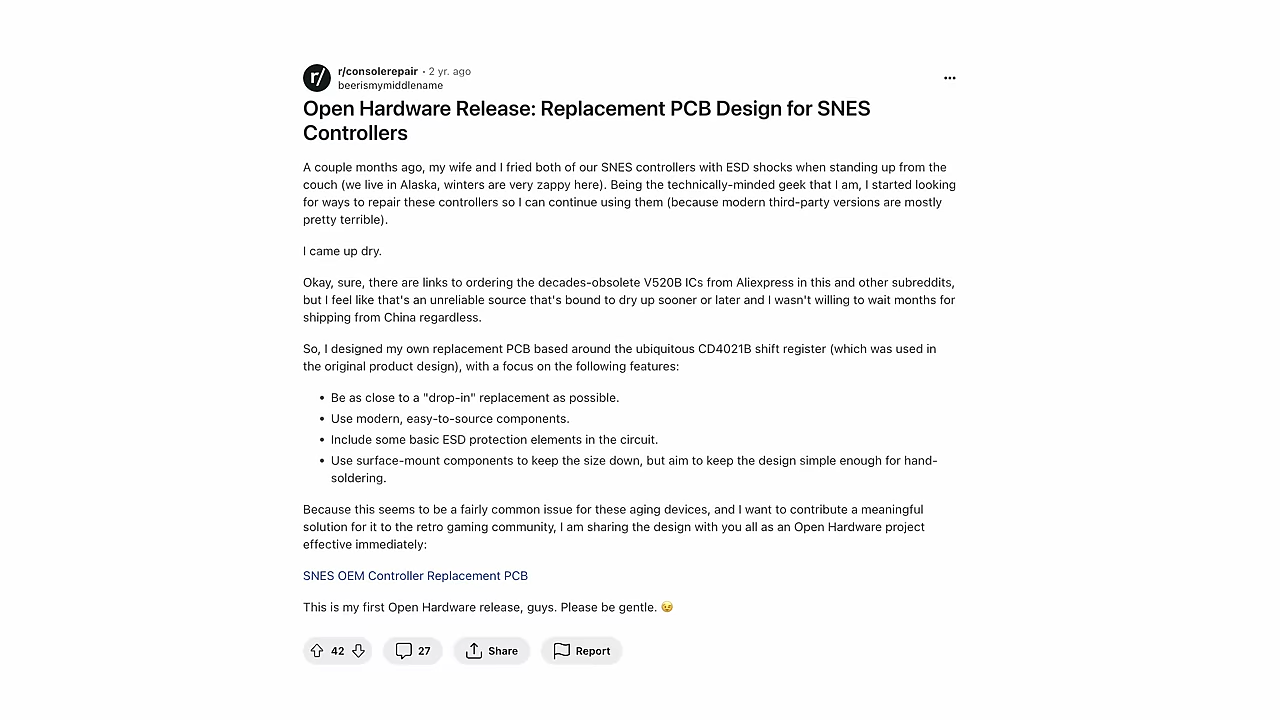 r/consolerepair • 2 yr. ago
beerismymiddlename
Open Hardware Release: Replacement PCB Design for SNES
Controllers
A couple months ago, my wife and I fried both of our SNES controllers with ESD shocks when standing up from the
couch (we live in Alaska, winters are very zappy here). Being the technically-minded geek that I am, I started looking
for ways to repair these controllers so I can continue using them (because modern third-party versions are mostly
pretty terrible).
I came up dry.
Okay, sure, there are links to ordering the decades-obsolete V520B ICs from Aliexpress in this and other subreddits,
but I feel like that's an unreliable source that's bound to dry up sooner or later and I wasn't willing to wait months for
shipping from China regardless.
So, I designed my own replacement PCB based around the ubiquitous CD4021B shift register (which was used in
the original product design), with a focus on the following features:
• Be as close to a "drop-in" replacement as possible.
• Use modern, easy-to-source components.
• Include some basic ESD protection elements in the circuit.
• Use surface-mount components to keep the size down, but aim to keep the design simple enough for hand-
soldering.
Because this seems to be a fairly common issue for these aging devices, and I want to contribute a meaningful
solution for it to the retro gaming community, I am sharing the design with you all as an Open Hardware project
effective immediately:
SNES OEM Controller Replacement PCB
This is my first Open Hardware release, guys. Please be gentle. 😉
42 27 Share Report